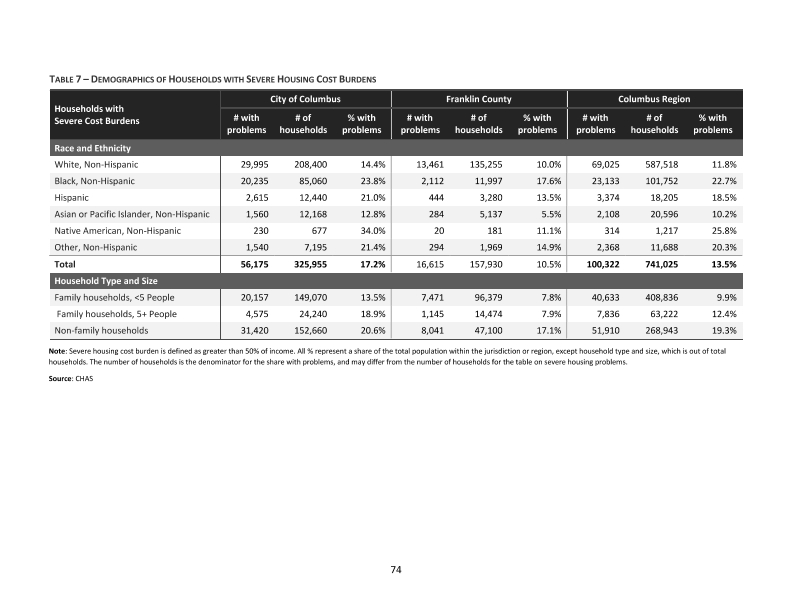 TABLE 7 – DEMOGRAPHICS OF HOUSEHOLDS WITH SEVERE HOUSING COST BURDENS
Households with Severe Cost Burdens City of Columbus Franklin County Columbus Region
# with problems # of households % with problems # with problems # of households % with problems # with problems # of households % with problems
Race and Ethnicity
White, Non-Hispanic 29,995 208,400 14.4% 13,461 135,255 10.0% 69,025 587,518 11.8%
Black, Non-Hispanic 20,235 85,060 23.8% 2,112 11,997 17.6% 23,133 101,752 22.7%
Hispanic 2,615 12,440 21.0% 444 3,280 13.5% 3,374 18,205 18.5%
Asian or Pacific Islander, Non-Hispanic 1,560 12,168 12.8% 284 5,137 5.5% 2,108 20,596 10.2%
Native American, Non-Hispanic 230 677 34.0% 20 181 11.1% 314 1,217 25.8%
Other, Non-Hispanic 1,540 7,195 21.4% 294 1,969 14.9% 2,368 11,688 20.3%
Total 56,175 325,955 17.2% 16,615 157,930 10.5% 100,322 741,025 13.5%
Household Type and Size
Family households, <5 People 20,157 149,070 13.5% 7,471 96,379 7.8% 40,633 408,836 9.9%
Family households, 5+ People 4,575 24,240 18.9% 1,145 14,474 7.9% 7,836 63,222 12.4%
Non-family households 31,420 152,660 20.6% 8,041 47,100 17.1% 51,910 268,943 19.3%
Note: Severe housing cost burden is defined as greater than 50% of income. All % represent a share of the total population within the jurisdiction or region, except household type and size, which is out of total
households. The number of households is the denominator for the share with problems, and may differ from the number of households for the table on severe housing problems.
Source: CHAS
74